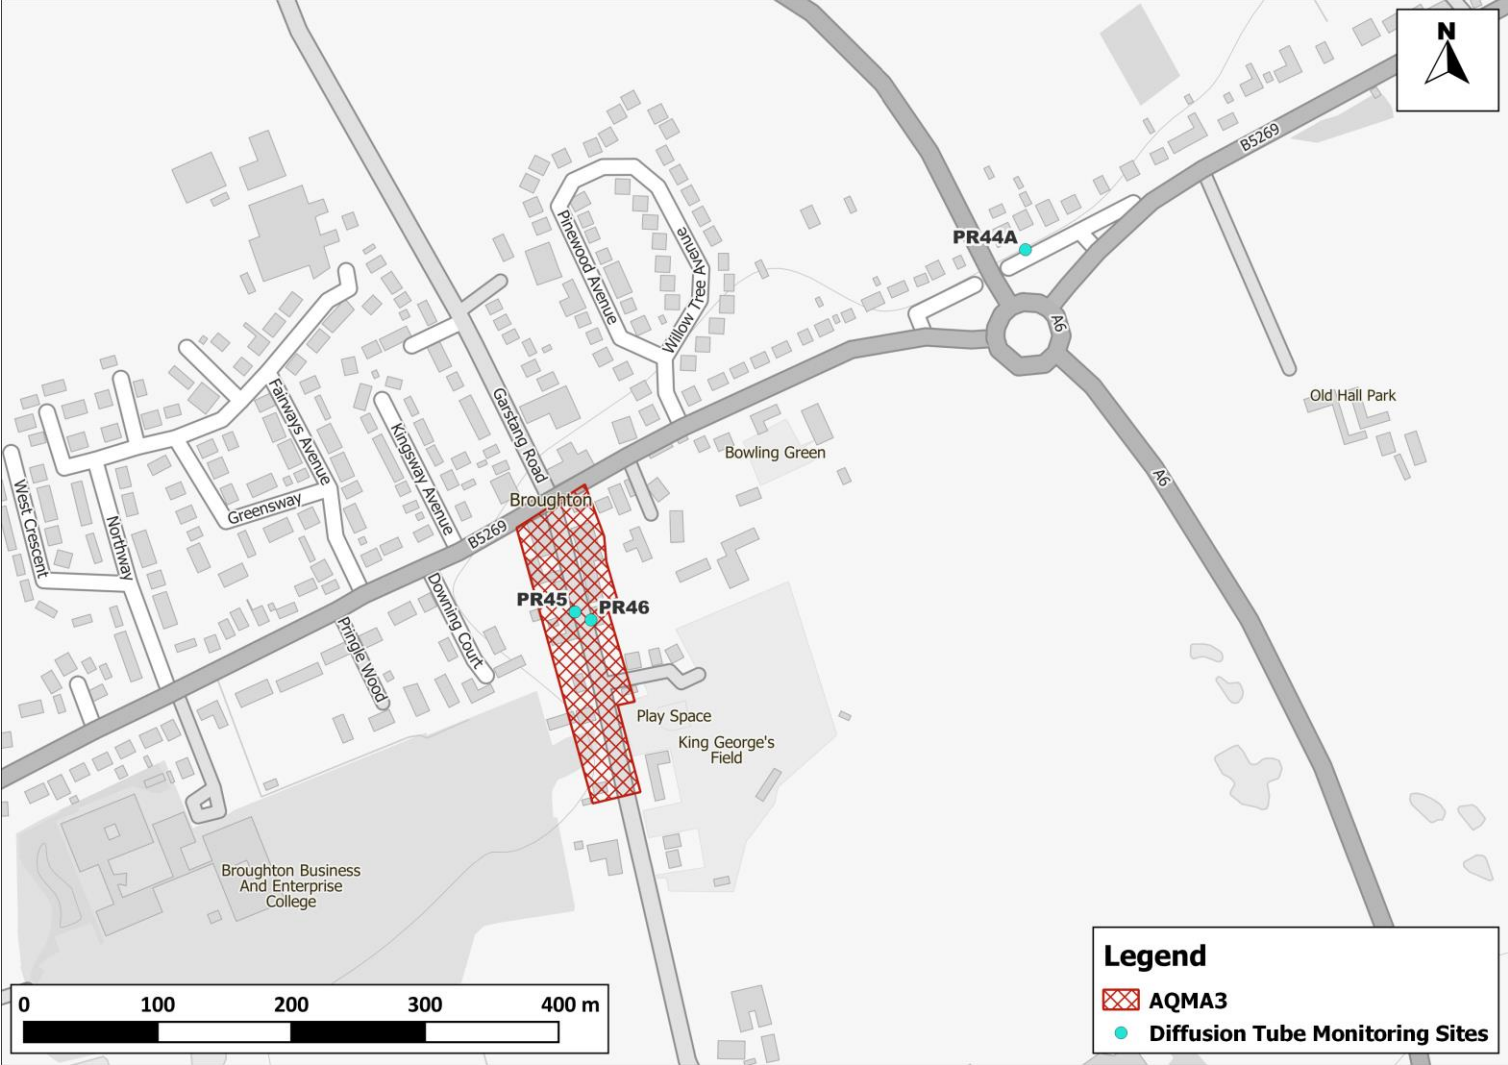 N
B5269
PR44A
A6
Pinewood Avenue
Willow Tree Avenue
Garstang Road
Fairways Avenue
Kingsway Avenue
Old Hall Park
Bowling Green
A6
West Crescent
Northway
Greensway
Broughton
B5269
Downing Court
PR45
PR46
Pringle Wood
Play Space
King George's
Field
Broughton Business
And Enterprise
College
0 100 200 300 400 m
Legend
AQMA3
Diffusion Tube Monitoring Sites